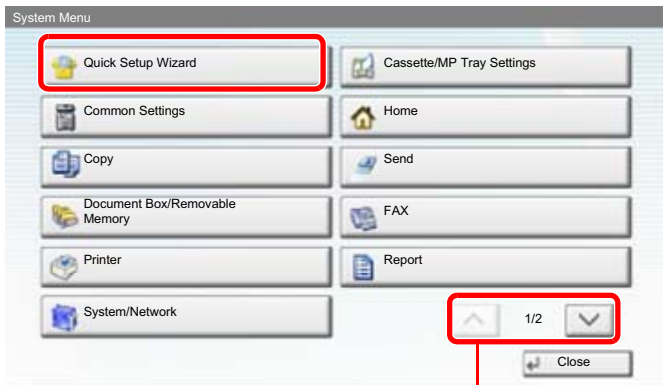 System Menu
Quick Setup Wizard
Cassette/MP Tray Settings
Common Settings
Home
Copy
Send
Document Box/Removable
Memory
FAX
Printer
Report
System/Network
1/2
Close